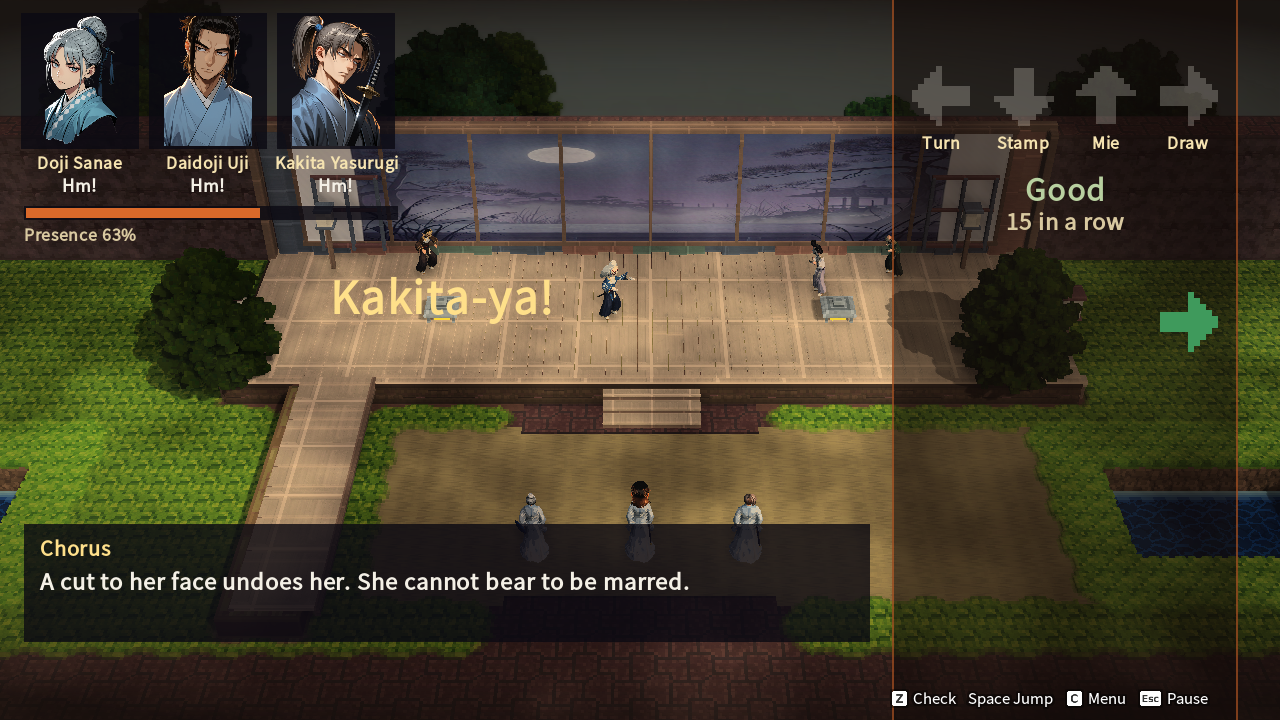 Doji Sanae
Hm!
Daidoji Uji
Hm!
Kakita Yasurugi
Hm!
Presence 63%
Turn
Stamp
Mie
Draw
Good
15 in a row
Kakita-ya!
Chorus
A cut to her face undoes her. She cannot bear to be marred.
Z Check Space Jump C Menu Esc Pause